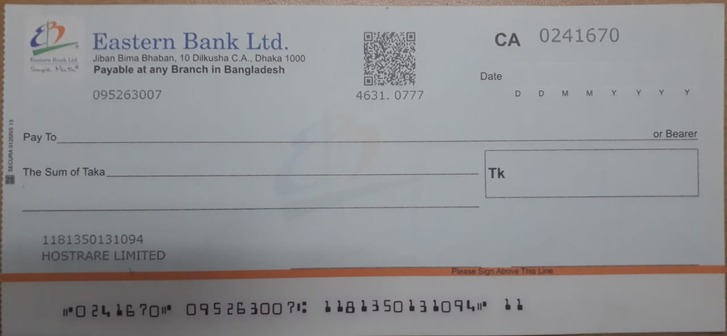 Eastern Bank Ltd.
Simple Math
Eastern Bank Ltd.
Jiban Bima Bhaban, 10 Dilkusha C.A., Dhaka 1000
Payable at any Branch in Bangladesh
095263007
4631.0777
CA 0241670
Date
D D M M Y Y Y Y
Pay To or Bearer
The Sum of Taka
Tk
1181350131094
HOSTRARE LIMITED
Please Sign Above This Line
⑈0241670⑈ 095263007⑆ 1181350131094⑈ 11